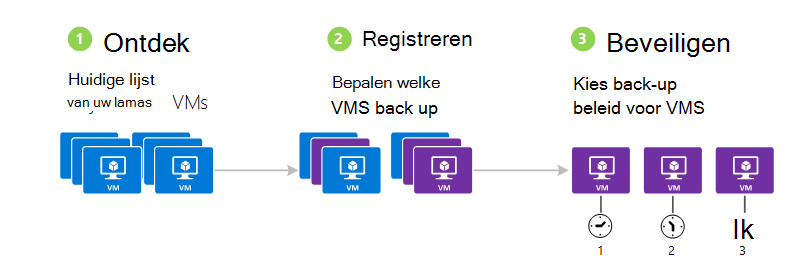 1 Ontdek
Huidige lijst
van uw lamas VMs
VM
VM
2 Registreren
Bepalen welke
VMS back up
VM
VM
3 Beveiligen
Kies back-up
beleid voor VMS
VM
VM
VM
Ik
1
2
3